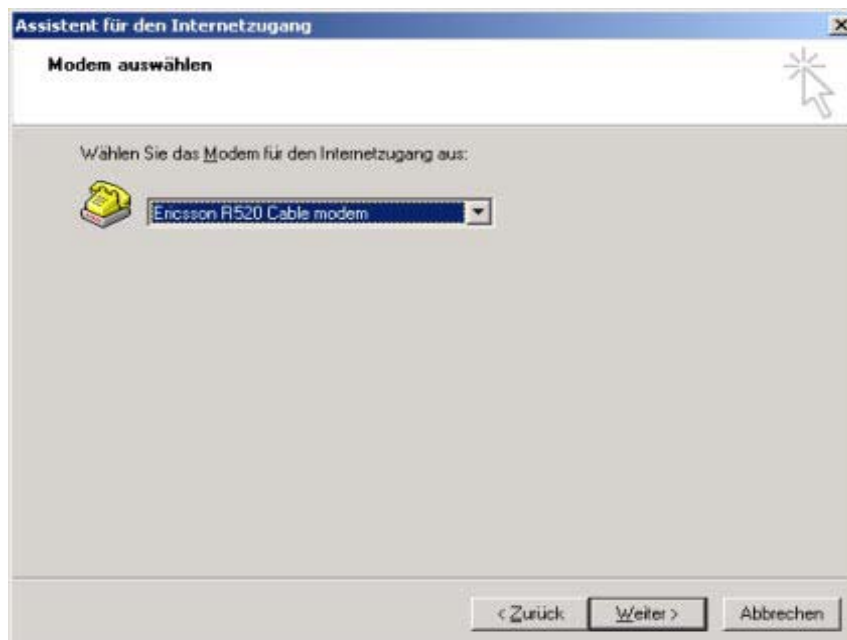 Assistent für den Internetzugang
Modem auswählen
Wählen Sie das Modem für den Internetzugang aus:
Ericsson R520 Cable modem
< Zurück Weiter > Abbrechen